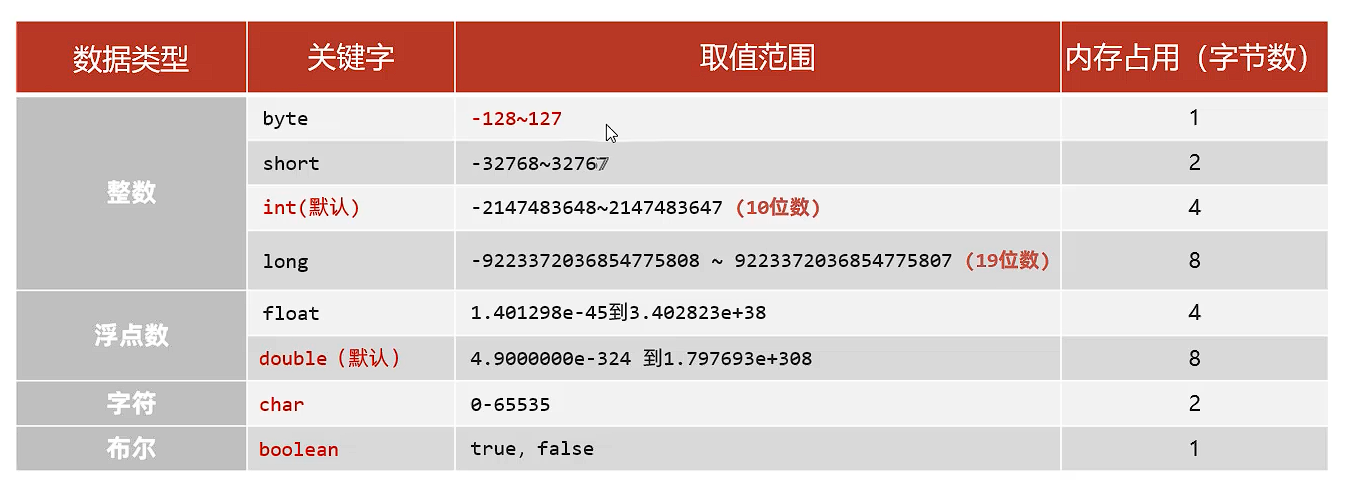 数据类型 关键字 取值范围 内存占用（字节数）
整数 byte -128~127 1
short -32768~32767 2
int(默认) -2147483648~2147483647 (10位数) 4
long -9223372036854775808 ~ 9223372036854775807 (19位数) 8
浮点数 float 1.401298e-45到3.402823e+38 4
double（默认） 4.9000000e-324 到1.797693e+308 8
字符 char 0-65535 2
布尔 boolean true, false 1